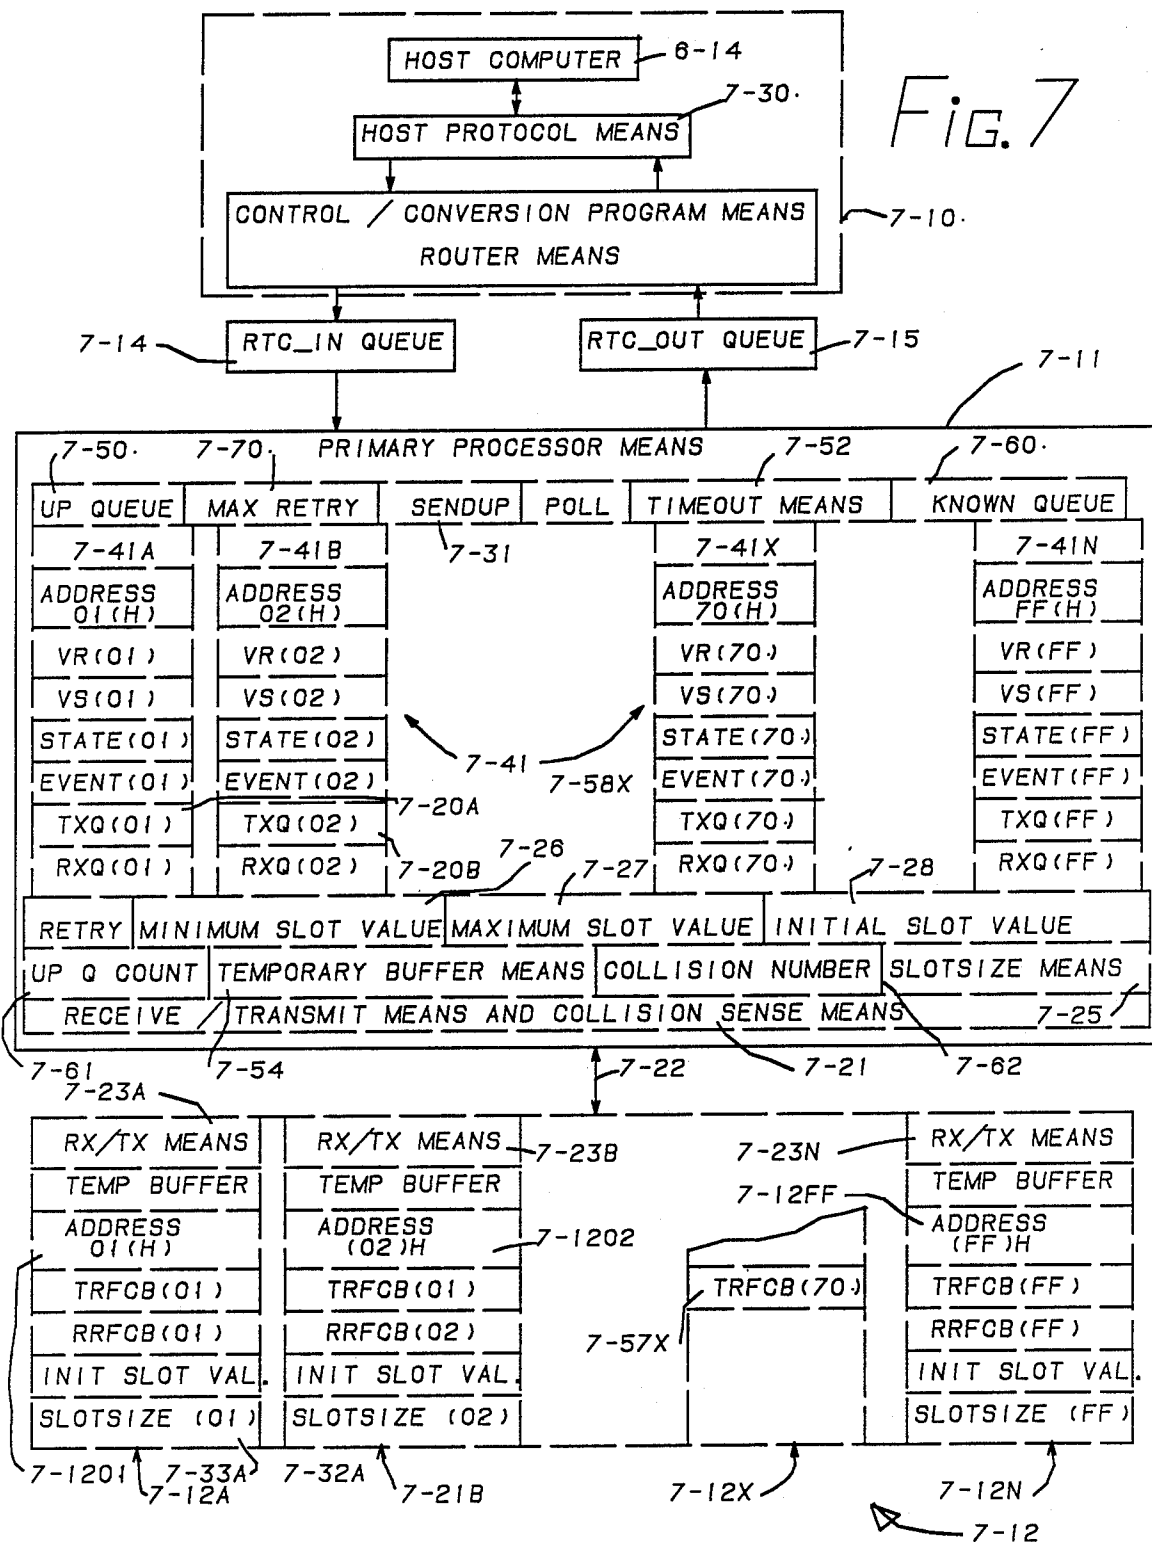 HOST COMPUTER 6-14
7-30.
Fig. 7
HOST PROTOCOL MEANS
CONTROL / CONVERSION PROGRAM MEANS
7-10.
ROUTER MEANS
7-14 RTC_IN QUEUE RTC_OUT QUEUE 7-15
7-11
7-50. 7-70. PRIMARY PROCESSOR MEANS 7-52 7-60.
UP QUEUE MAX RETRY SENDUP POLL TIMEOUT MEANS KNOWN QUEUE
7-41A 7-41B 7-31 7-41X 7-41N
ADDRESS ADDRESS ADDRESS ADDRESS
01(H) 02(H) 70(H) FF(H)
VR(01) VR(02) VR(70.) VR(FF)
VS(01) VS(02) VS(70.) VS(FF)
STATE(01) STATE(02) STATE(70.) STATE(FF)
7-41
EVENT(01) EVENT(02) 7-58X EVENT(70.) EVENT(FF)
7-20A
TXQ(01) TXQ(02) TXQ(70.) TXQ(FF)
7-26
RXQ(01) RXQ(02) 7-20B 7-27 RXQ(70.) 7-28 RXQ(FF)
RETRY MINIMUM SLOT VALUE MAXIMUM SLOT VALUE INITIAL SLOT VALUE
UP Q COUNT TEMPORARY BUFFER MEANS COLLISION NUMBER SLOTSIZE MEANS
RECEIVE / TRANSMIT MEANS AND COLLISION SENSE MEANS 7-25
7-61 7-54 7-22 7-21 7-62
7-23A
RX/TX MEANS RX/TX MEANS 7-23B 7-23N RX/TX MEANS
TEMP BUFFER TEMP BUFFER 7-12FF TEMP BUFFER
ADDRESS ADDRESS ADDRESS
01(H) (02)H 7-1202 (FF)H
TRFCB(01) TRFCB(01) TRFCB(70.) TRFCB(FF)
RRFCB(01) RRFCB(02) 7-57X RRFCB(FF)
INIT SLOT VAL. INIT SLOT VAL. INIT SLOT VAL.
SLOTSIZE (01) SLOTSIZE (02) SLOTSIZE (FF)
7-1201 7-33A 7-32A
7-12A 7-21B 7-12X 7-12N
7-12